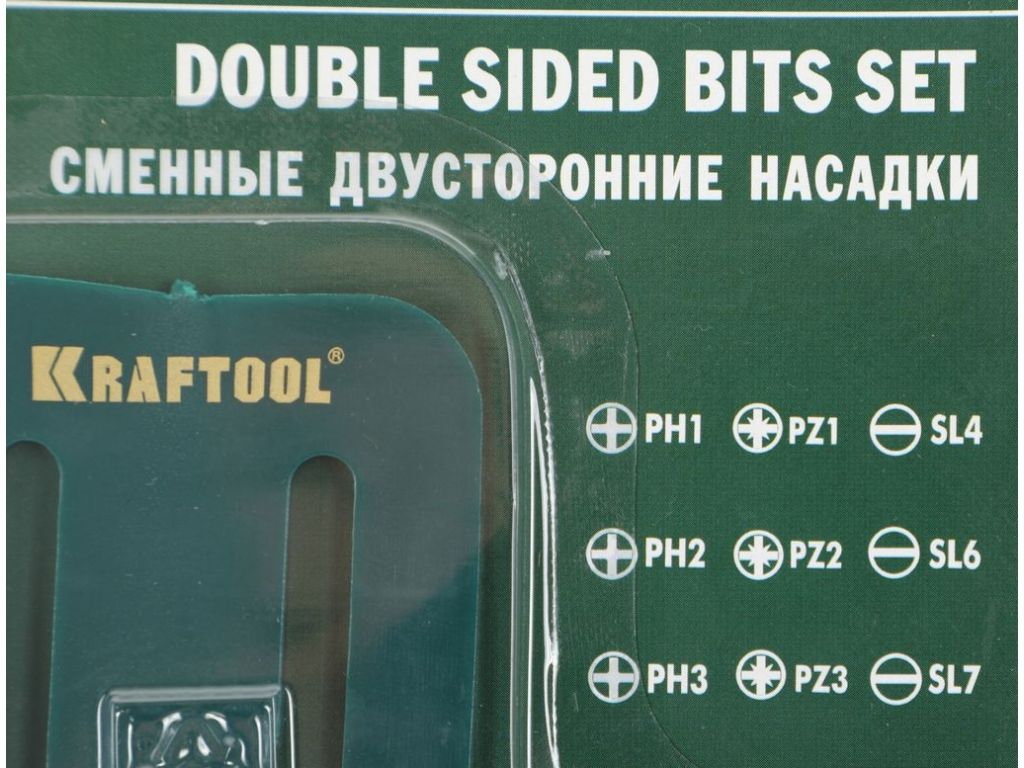 DOUBLE SIDED BITS SET
СМЕННЫЕ ДВУСТОРОННИЕ НАСАДКИ
KRAFTOOL®
PH1 PZ1 SL4
PH2 PZ2 SL6
PH3 PZ3 SL7